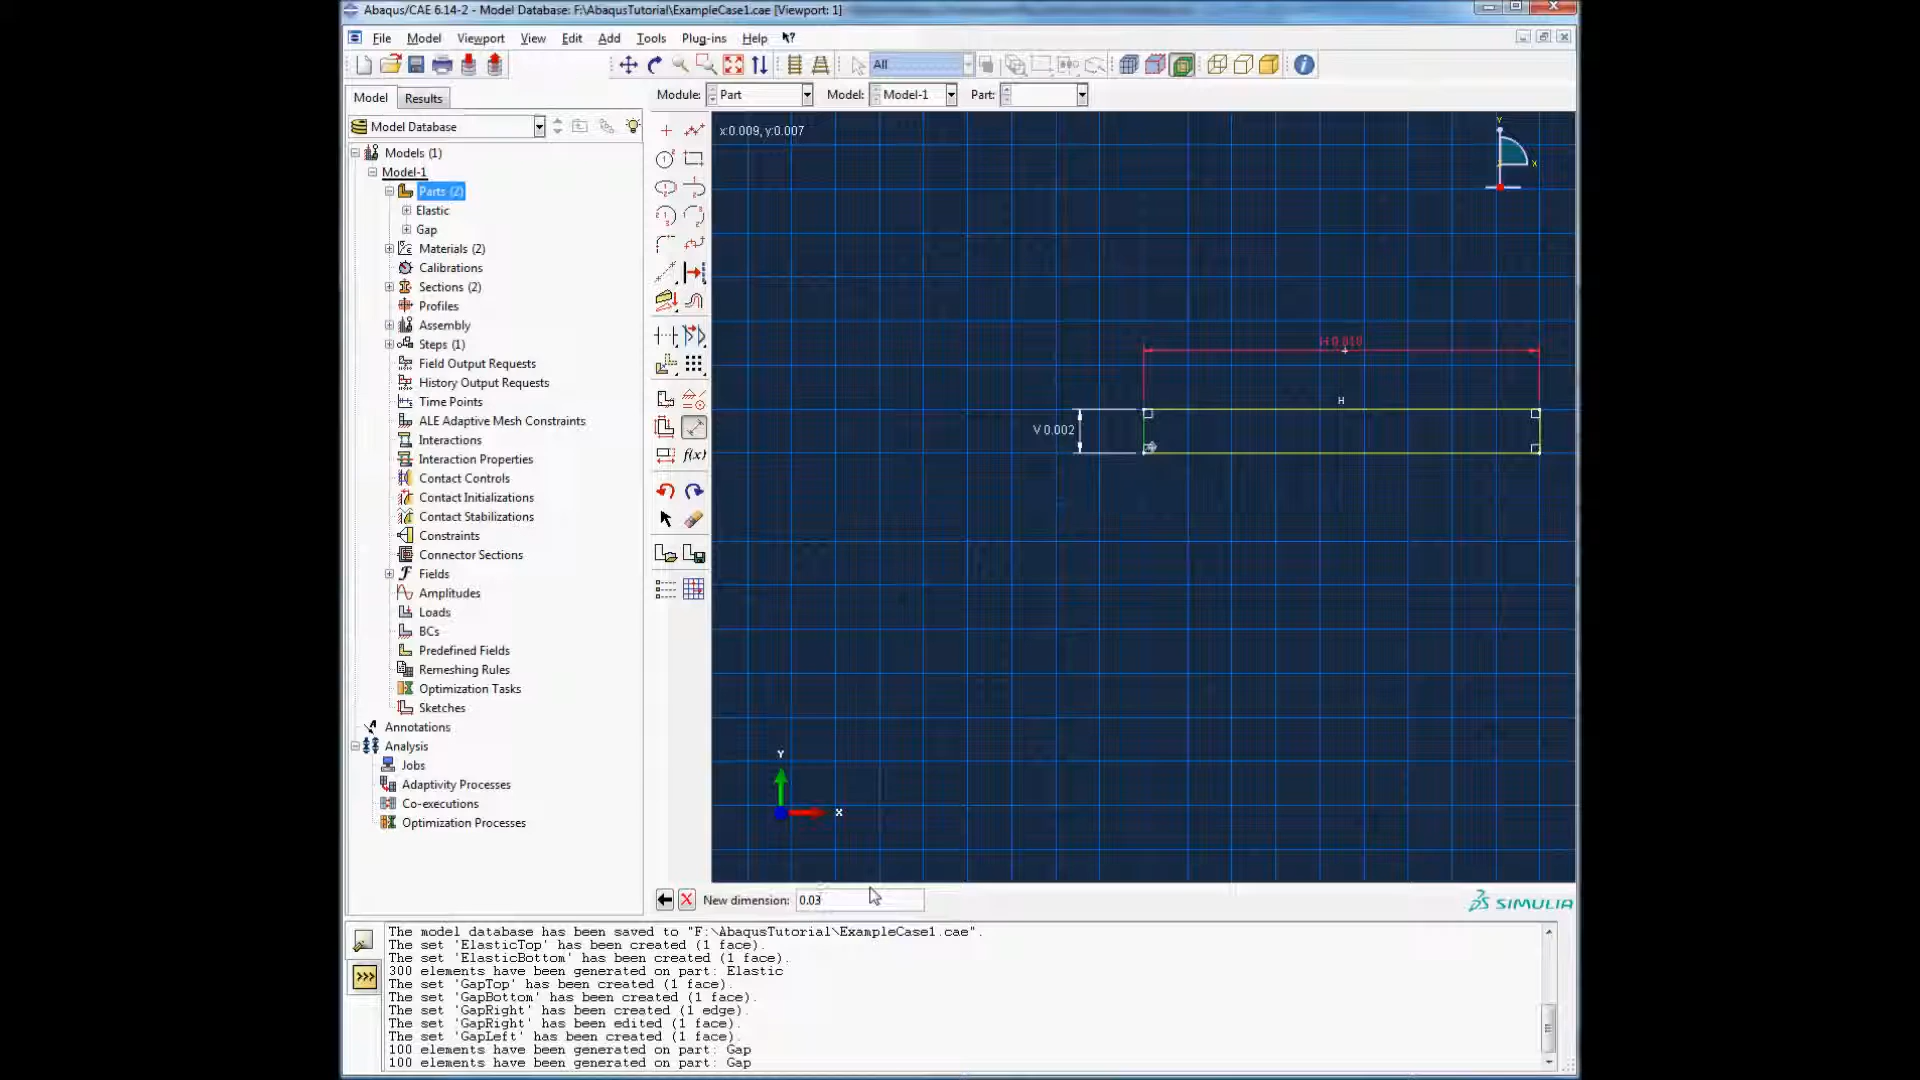 Abaqus/CAE 6.14-2 - Model Database: F:\AbaqusTutorial\ExampleCase1.cae [Viewport: 1]
File Model Viewport View Edit Add Tools Plug-ins Help
All
Model Results
Module: Part Model: Model-1 Part:
Model Database
x:0.009, y:0.007
Models (1)
Model-1
Parts (2)
Elastic
Gap
Materials (2)
Calibrations
Sections (2)
Profiles
Assembly
Steps (1)
Field Output Requests
History Output Requests
Time Points
ALE Adaptive Mesh Constraints
Interactions
Interaction Properties
Contact Controls
Contact Initializations
Contact Stabilizations
Constraints
Connector Sections
Fields
Amplitudes
Loads
BCs
Predefined Fields
Remeshing Rules
Optimization Tasks
Sketches
Annotations
Analysis
Jobs
Adaptivity Processes
Co-executions
Optimization Processes
f(x)
Y
X
H 0.010
H
V 0.002
Y
X
New dimension: 0.03
SIMULIA
The model database has been saved to "F:\AbaqusTutorial\ExampleCase1.cae".
The set 'ElasticTop' has been created (1 face).
The set 'ElasticBottom' has been created (1 face).
300 elements have been generated on part: Elastic
The set 'GapTop' has been created (1 face).
The set 'GapBottom' has been created (1 face).
The set 'GapRight' has been created (1 edge).
The set 'GapRight' has been edited (1 face).
The set 'GapLeft' has been created (1 face).
100 elements have been generated on part: Gap
100 elements have been generated on part: Gap
>>>